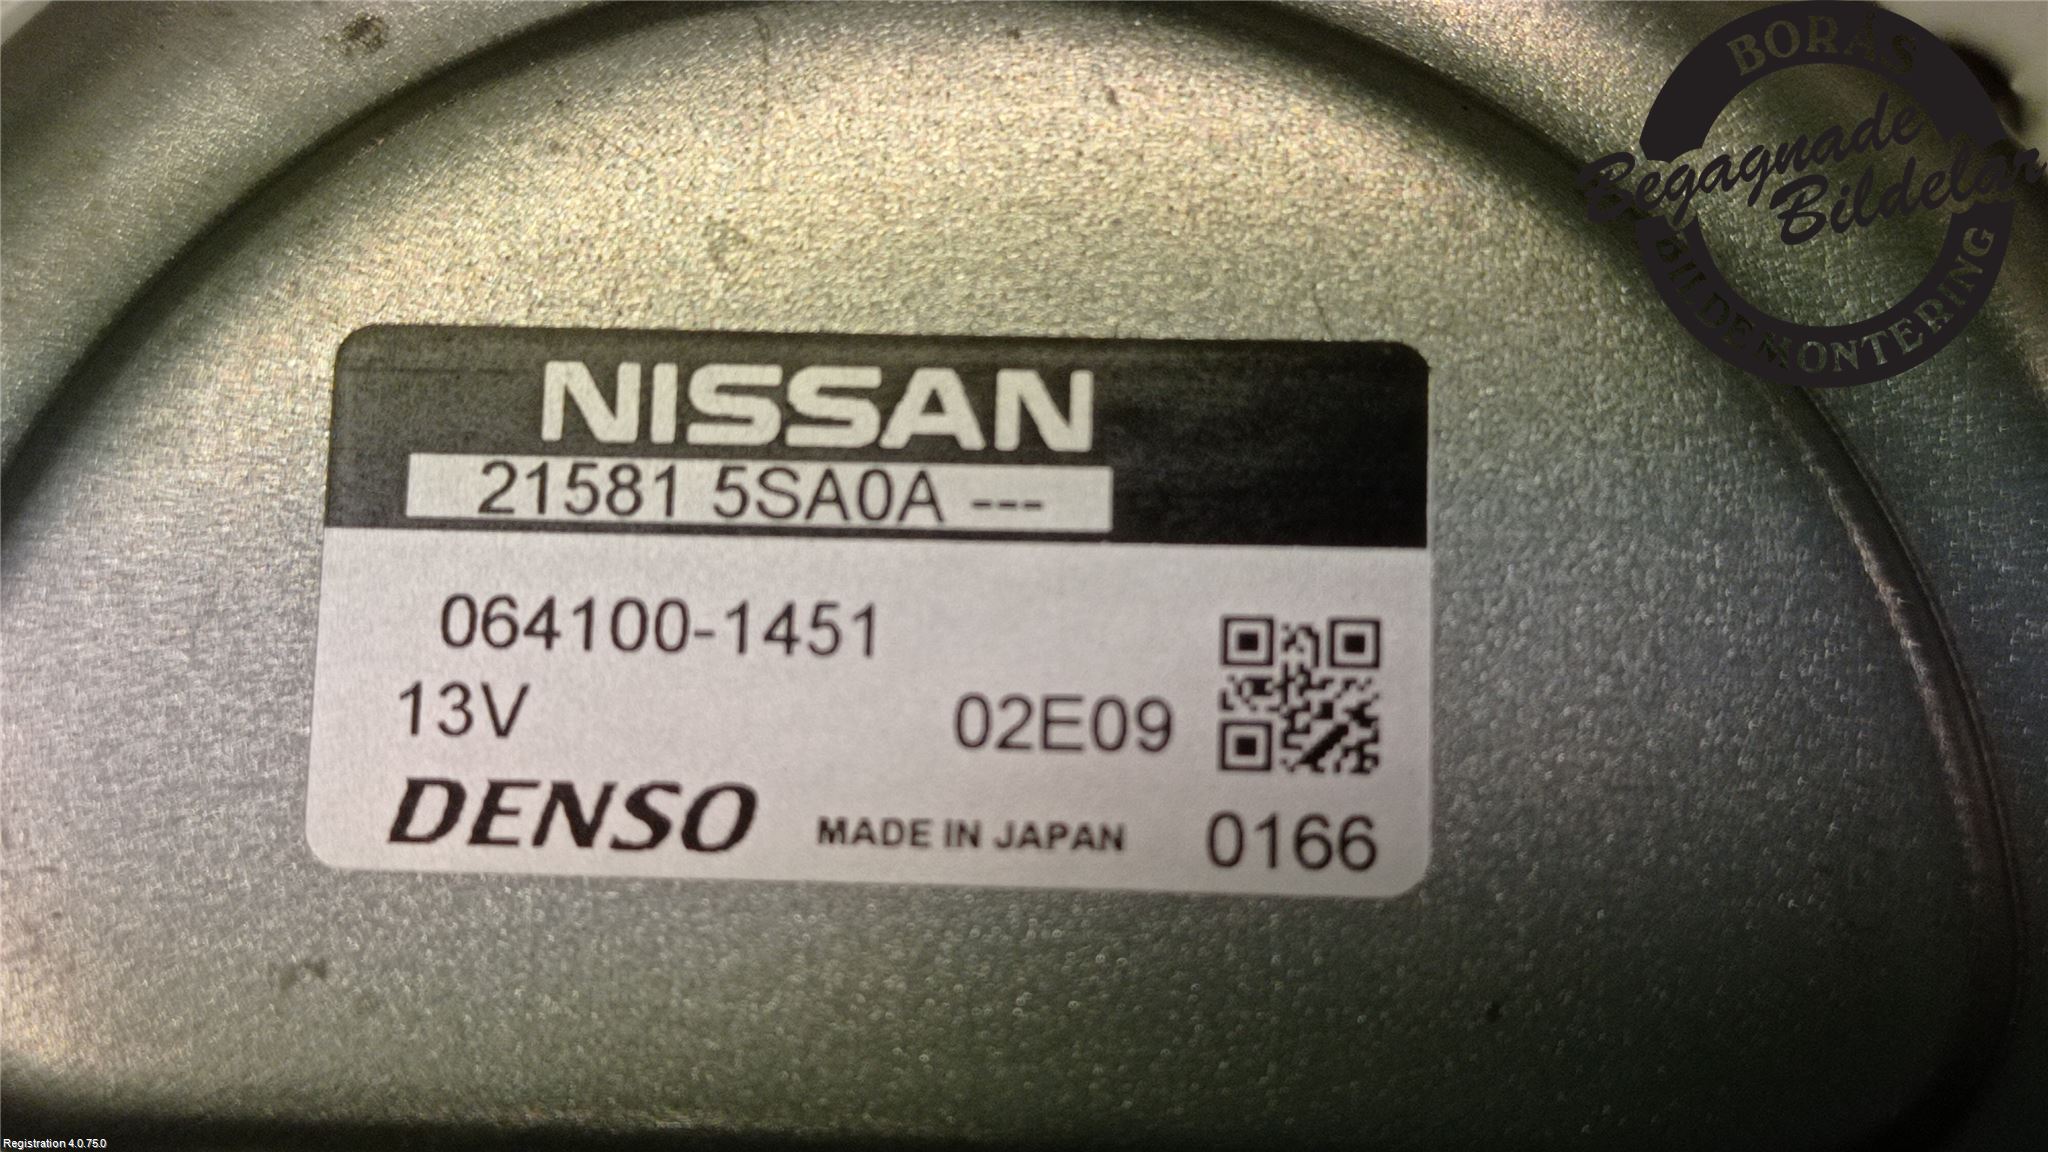 BORÅS
Begagnade
Bildelar
BILDEMONTERING
NISSAN
21581 5SA0A ---
064100-1451
13V
02E09
DENSO
MADE IN JAPAN
0166
Registration 4.0.75.0